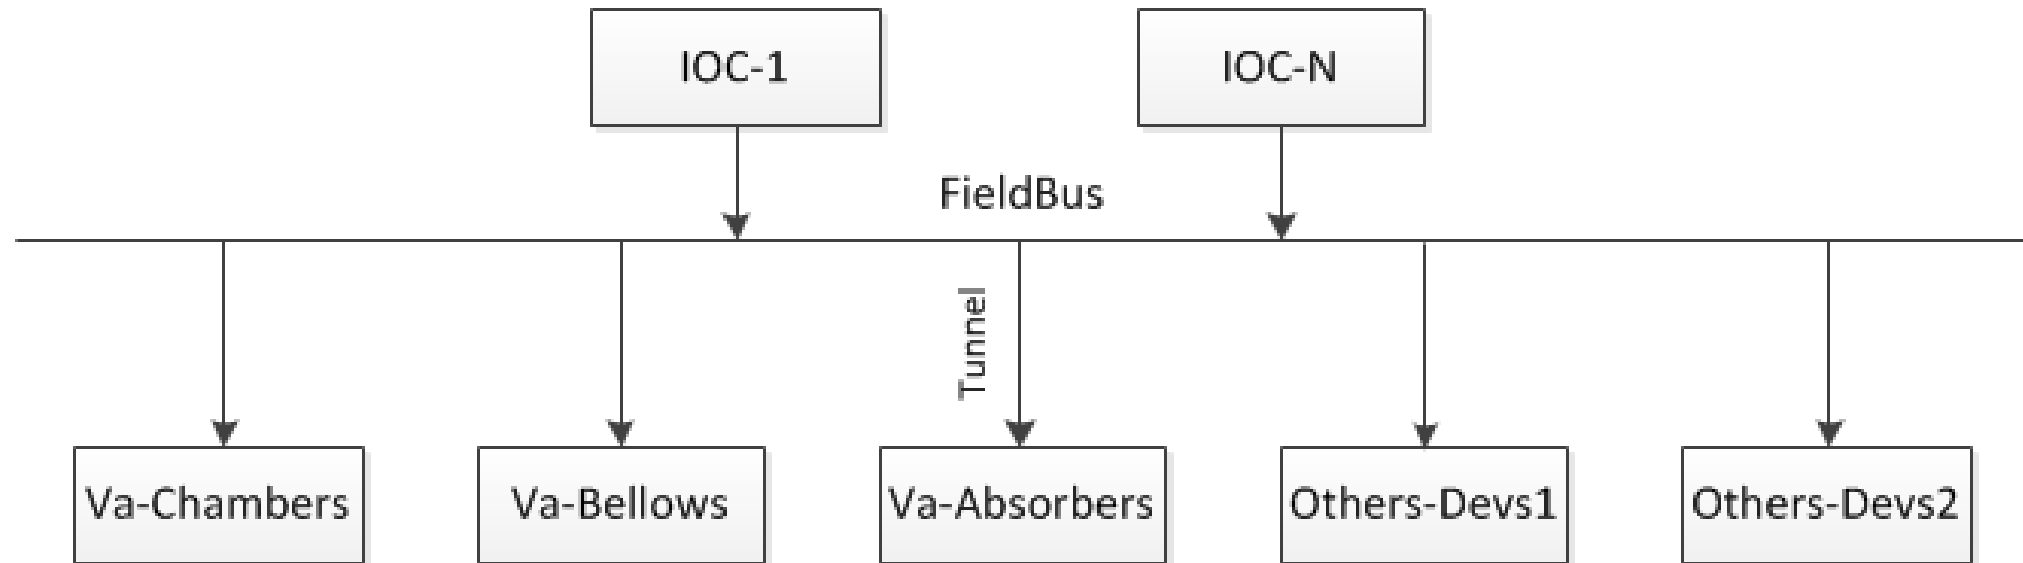 IOC-1
IOC-N
FieldBus
Tunnel
Va-Chambers
Va-Bellows
Va-Absorbers
Others-Devs1
Others-Devs2